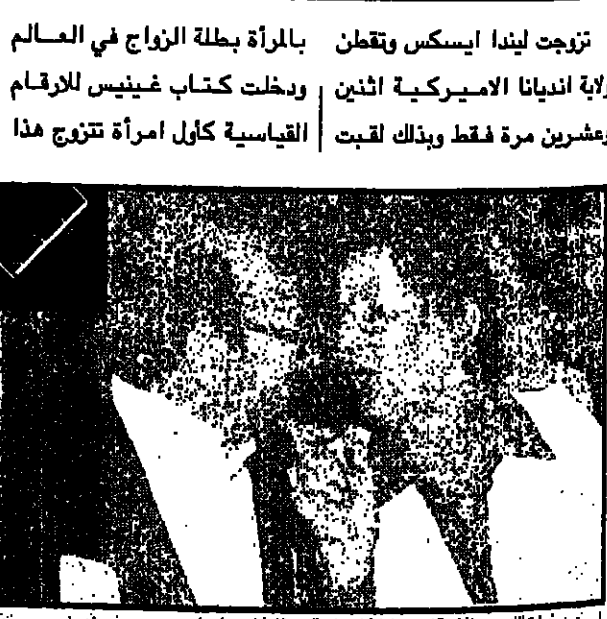 تزوجت ليندا ايسكس وتقطن
ولاية انديانا الاميركية اثنين
وعشرين مرة فقط وبذلك لقبت
بالمرأة بطلة الزواج في العالم
ودخلت كتاب غينيس للارقام
القياسية كأول امرأة تتزوج هذا